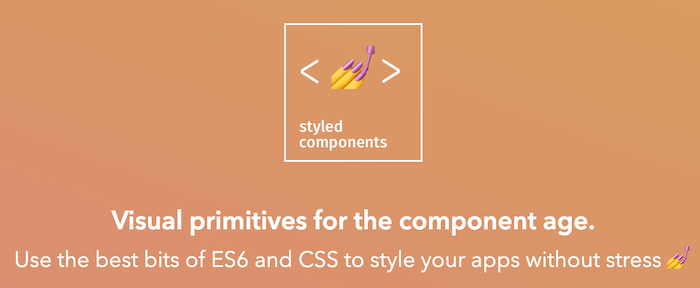 < 💅 >
styled
components
Visual primitives for the component age.
Use the best bits of ES6 and CSS to style your apps without stress 💅